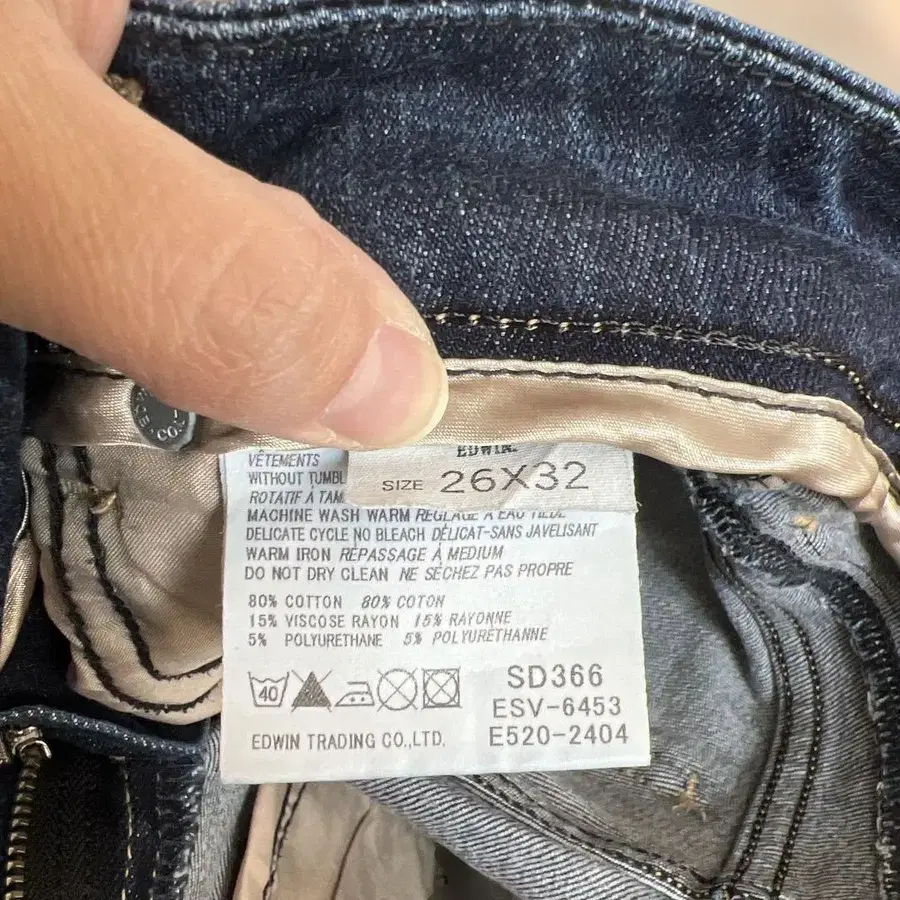 EDWIN.
SIZE 26X32
VÊTEMENTS
WITHOUT TUMBL
ROTATIF À TAM
MACHINE WASH WARM RÉGLAGE À EAU TIÈDE
DELICATE CYCLE NO BLEACH DÉLICAT-SANS JAVELISANT
WARM IRON RÉPASSAGE À MEDIUM
DO NOT DRY CLEAN NE SÉCHEZ PAS PROPRE
80% COTTON 80% COTON
15% VISCOSE RAYON 15% RAYONNE
5% POLYURETHANE 5% POLYURÉTHANNE
40
SD366
ESV-6453
E520-2404
EDWIN TRADING CO.,LTD.